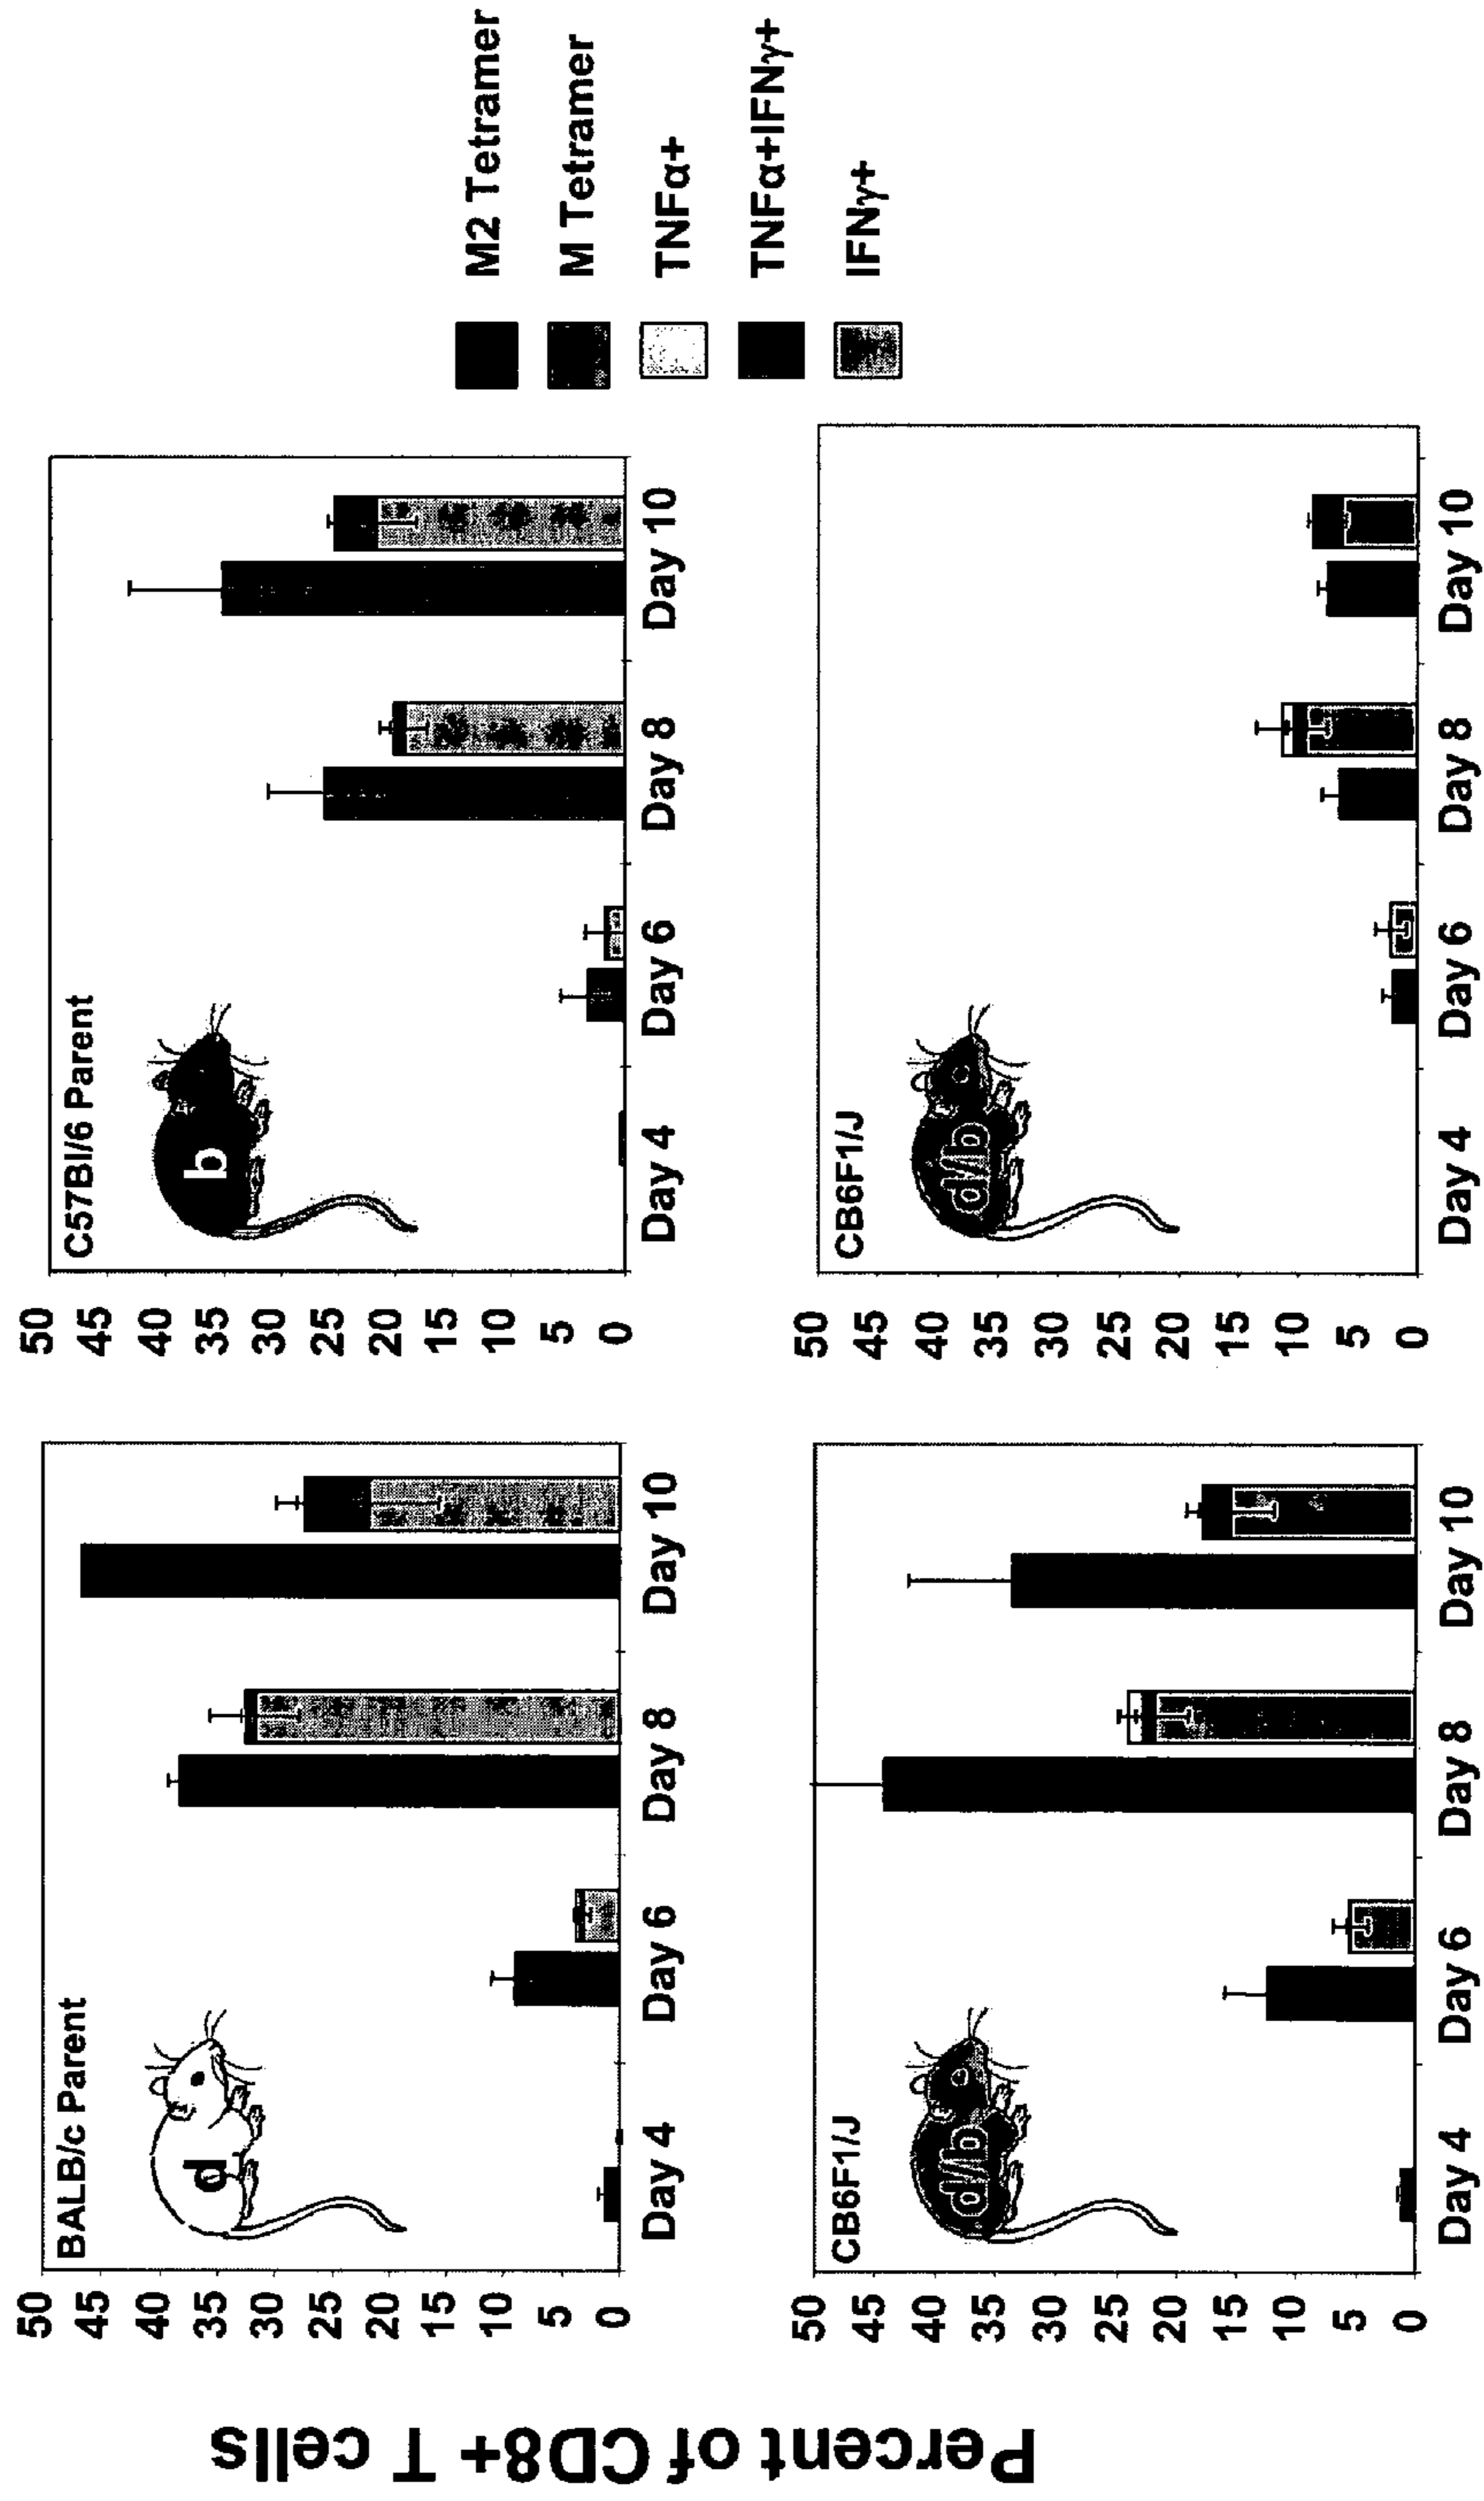 Percent of CD8+ T cells
BALB/c Parent
d
50
45
40
35
30
25
20
15
10
5
0
Day 4 Day 6 Day 8 Day 10
C57Bl/6 Parent
b
50
45
40
35
30
25
20
15
10
5
0
Day 4 Day 6 Day 8 Day 10
CB6F1/J
d/b
50
45
40
35
30
25
20
15
10
5
0
Day 4 Day 6 Day 8 Day 10
CB6F1/J
d/b
50
45
40
35
30
25
20
15
10
5
0
Day 4 Day 6 Day 8 Day 10
M2 Tetramer
M Tetramer
TNFα+
TNFα+IFNγ+
IFNγ+